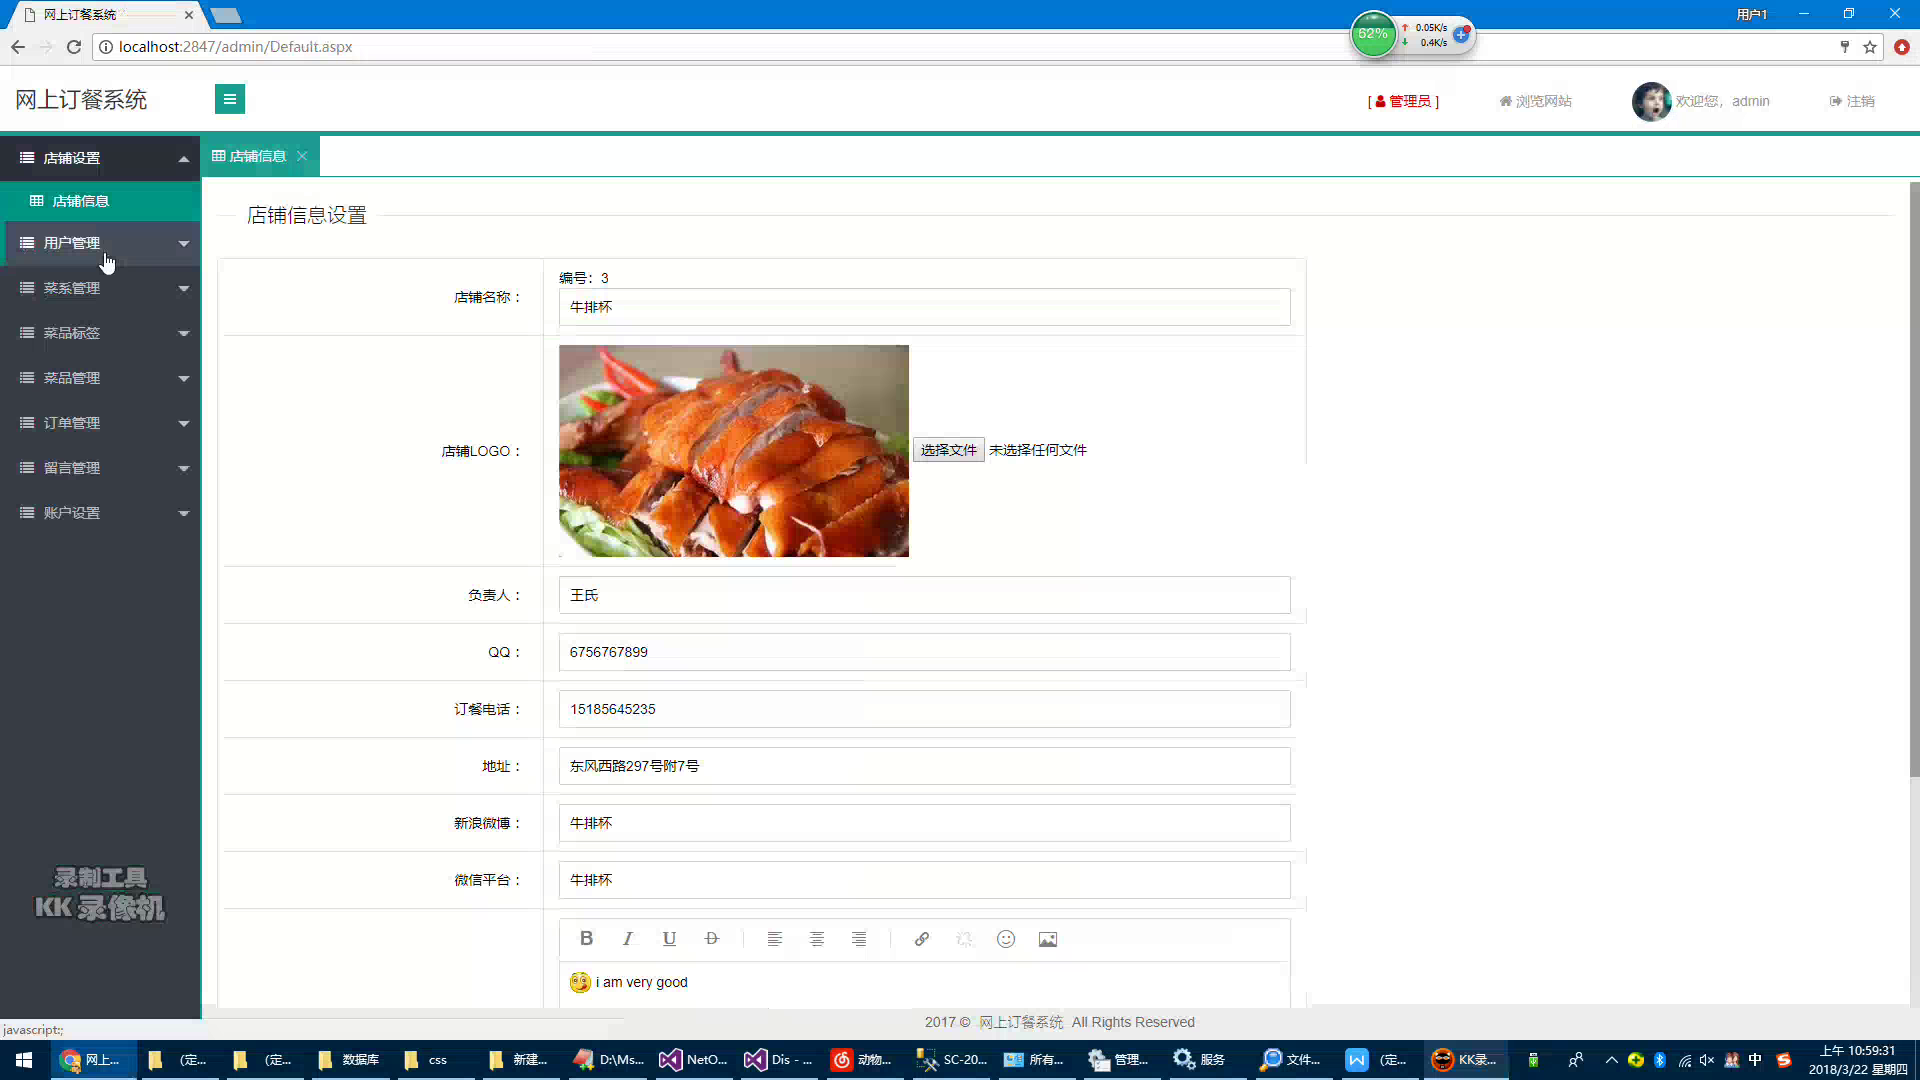 网上订餐系统
用户1
localhost:2847/admin/Default.aspx
62%
0.05K/s
0.4K/s
网上订餐系统
[ 管理员 ]
浏览网站
欢迎您，admin
注销
店铺设置
店铺信息
用户管理
菜系管理
菜品标签
菜品管理
订单管理
留言管理
账户设置
店铺信息
店铺信息设置
店铺名称：
编号：3
牛排杯
店铺LOGO：
选择文件 未选择任何文件
负责人：
王氏
QQ：
6756767899
订餐电话：
15185645235
地址：
东风西路297号附7号
新浪微博：
牛排杯
微信平台：
牛排杯
B I U D
i am very good
录制工具
KK 录像机
2017 © 网上订餐系统 All Rights Reserved
javascript:;
网上...
(定...
(定...
数据库
css
新建...
D:\Ms...
NetO...
Dis - ...
动物...
SC-20...
所有...
管理...
服务
文件...
(定...
KK录...
中
上午 10:59:31
2018/3/22 星期四